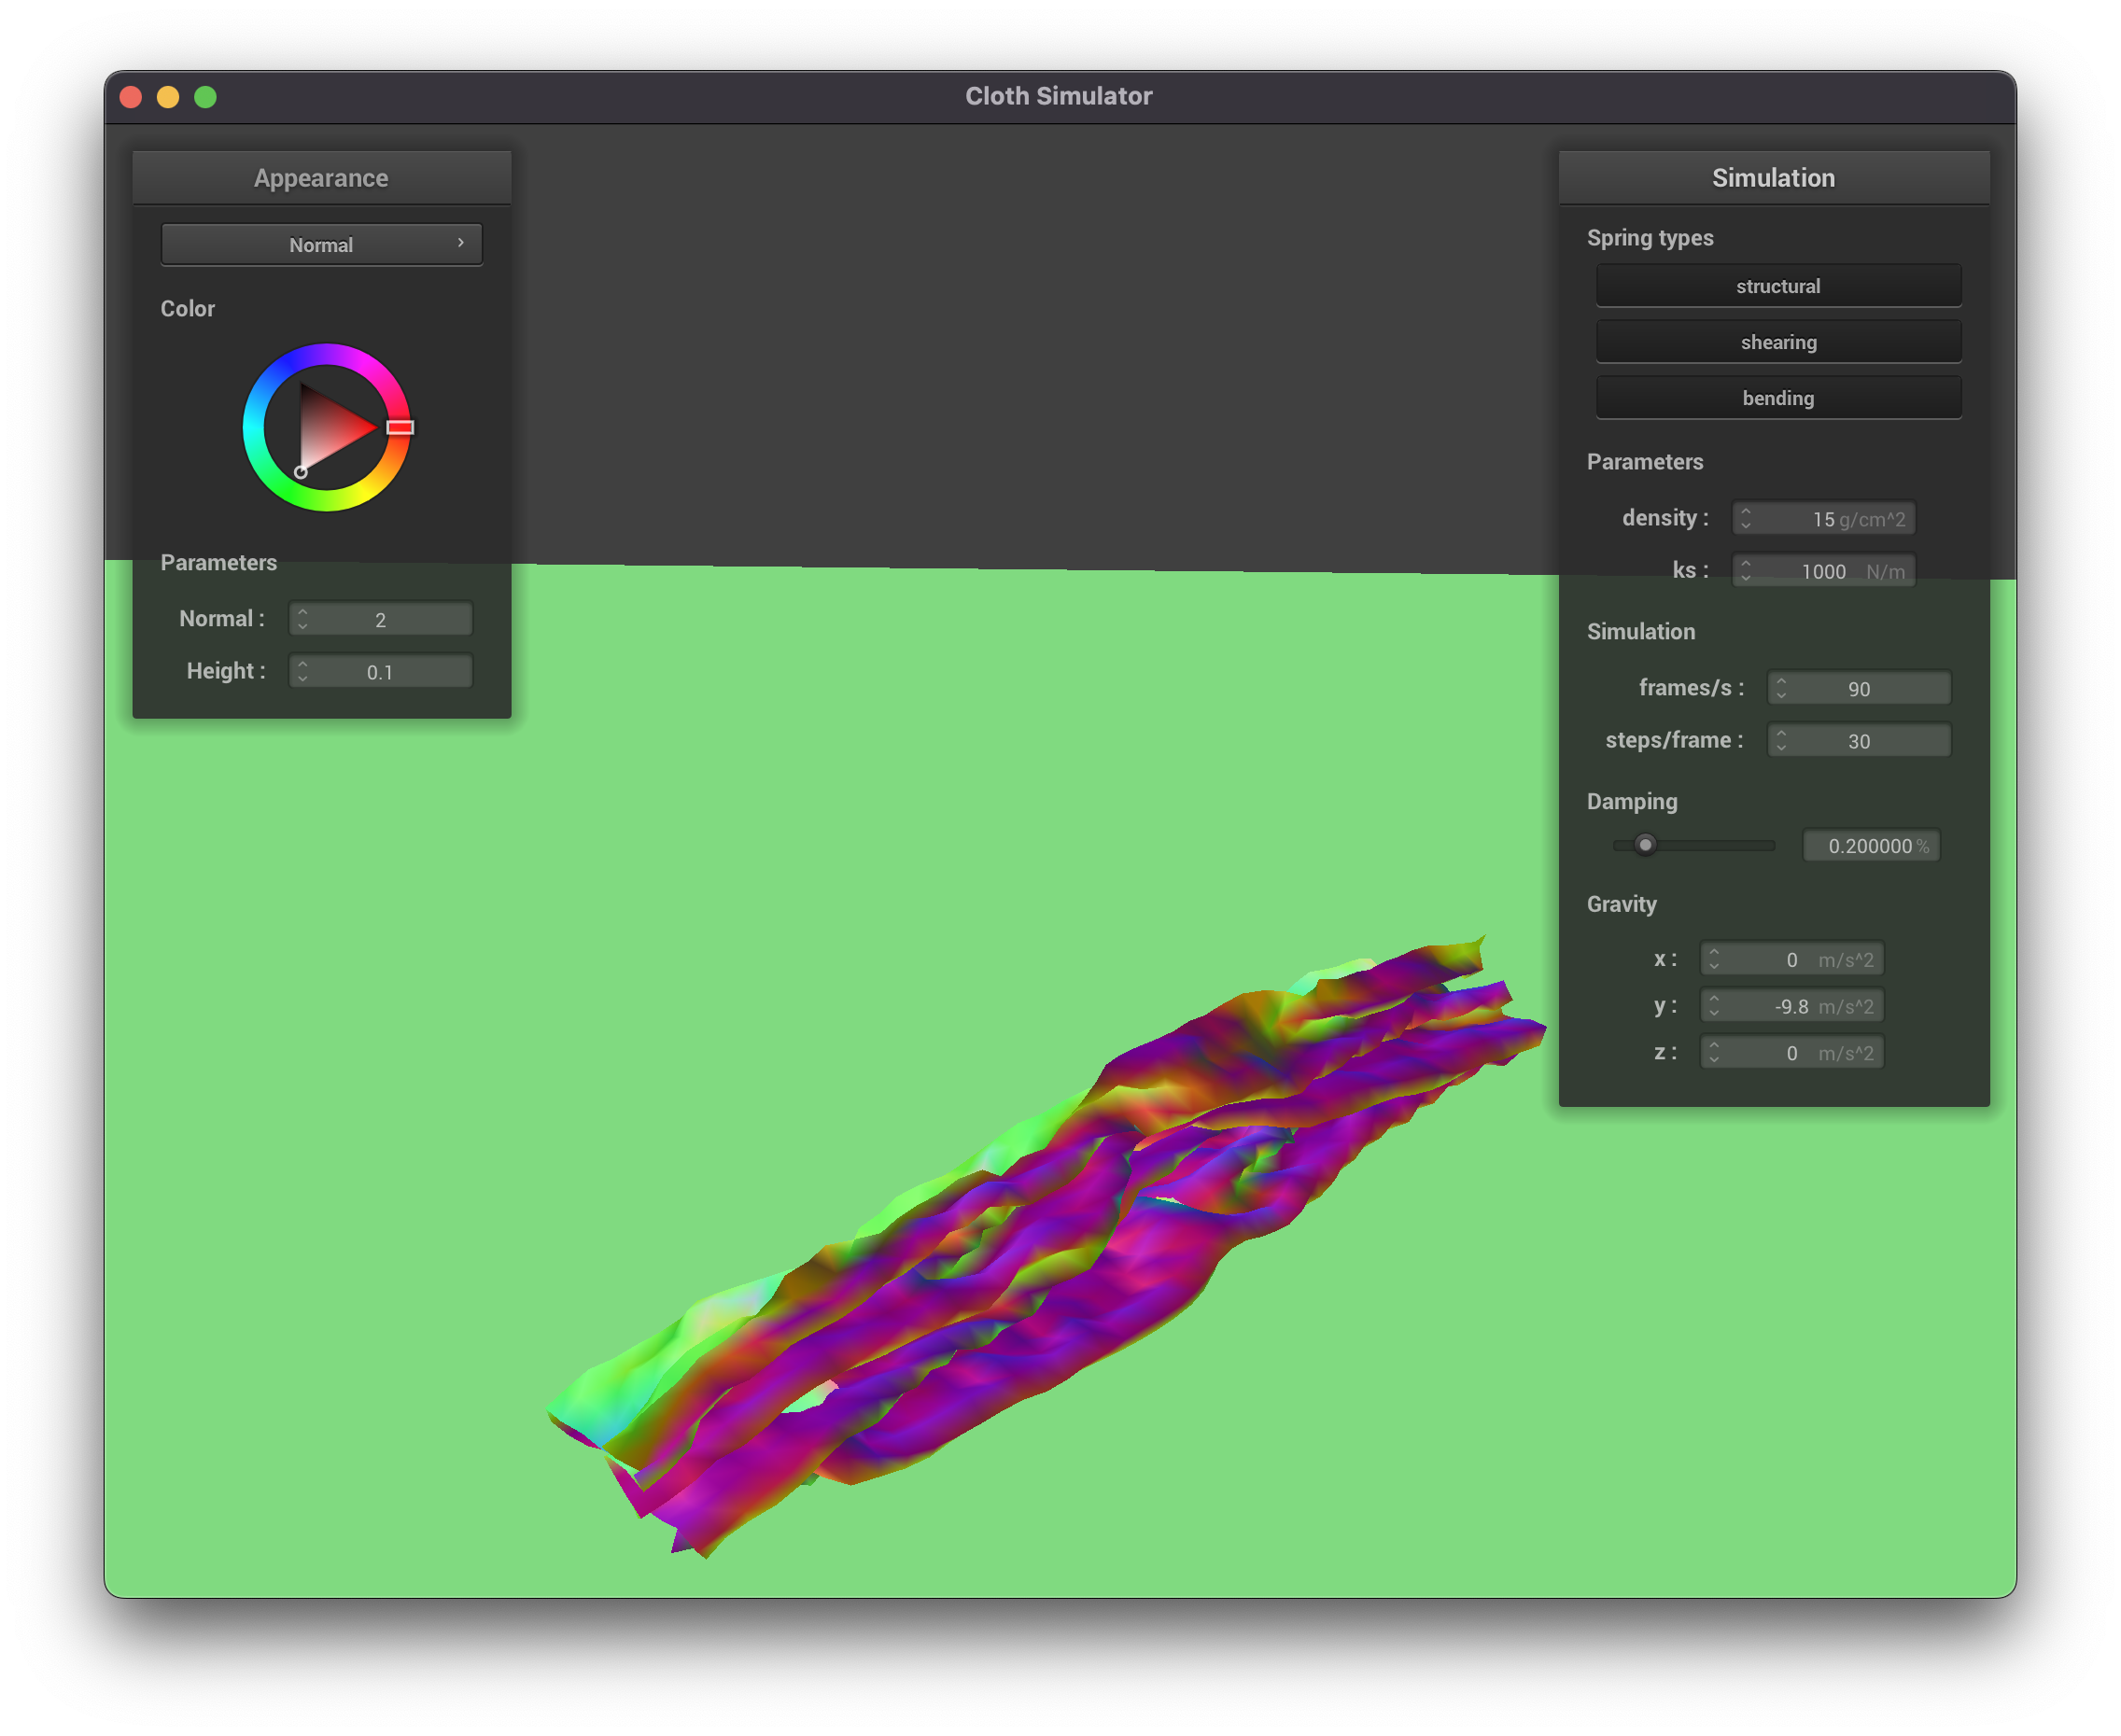 Cloth Simulator
Appearance
Normal
Color
Parameters
Normal : 2
Height : 0.1
Simulation
Spring types
structural
shearing
bending
Parameters
density : 15 g/cm^2
ks : 1000 N/m
Simulation
frames/s : 90
steps/frame : 30
Damping
0.200000 %
Gravity
x : 0 m/s^2
y : -9.8 m/s^2
z : 0 m/s^2